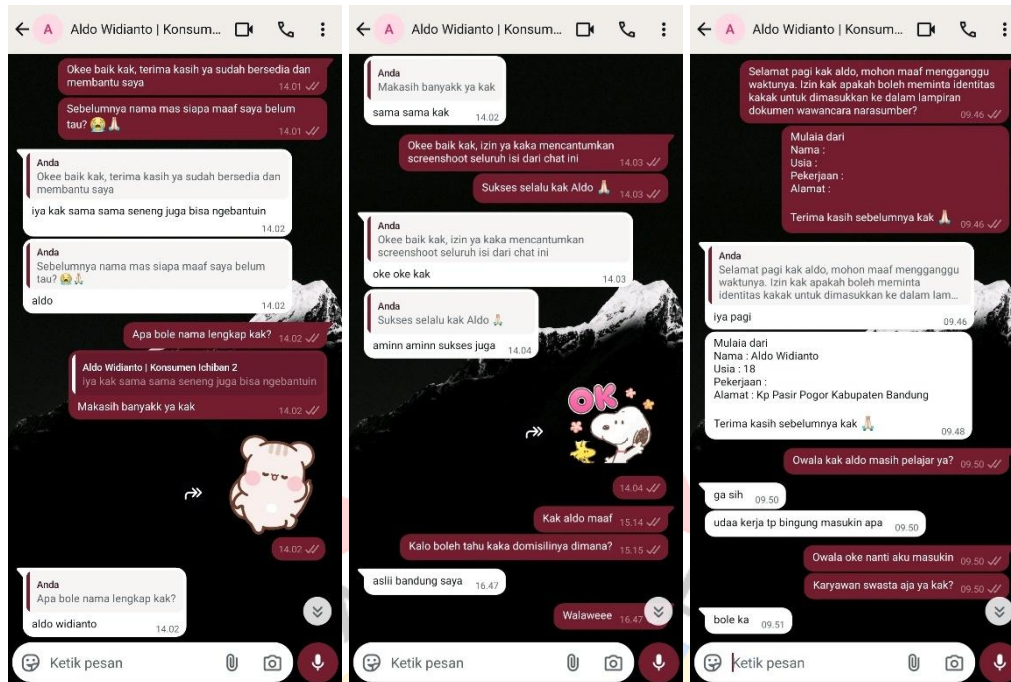 A Aldo Widianto | Konsum...
Okee baik kak, terima kasih ya sudah bersedia dan
membantu saya
14.01
Sebelumnya nama mas siapa maaf saya belum
tau? 😭🙏🏻
14.01
Anda
Okee baik kak, terima kasih ya sudah bersedia dan
membantu saya
iya kak sama sama seneng juga bisa ngebantuin
14.02
Anda
Sebelumnya nama mas siapa maaf saya belum
tau? 😭🙏🏻
aldo
14.02
Apa bole nama lengkap kak? 14.02
Aldo Widianto | Konsumen Ichiban 2
iya kak sama sama seneng juga bisa ngebantuin
Makasih banyakk ya kak 14.02
14.02
Anda
Apa bole nama lengkap kak?
aldo widianto
14.02
Ketik pesan
A Aldo Widianto | Konsum...
Anda
Makasih banyakk ya kak
sama sama kak 14.02
Okee baik kak, izin ya kaka mencantumkan
screenshoot seluruh isi dari chat ini 14.03
Sukses selalu kak Aldo 🙏🏻 14.03
Anda
Okee baik kak, izin ya kaka mencantumkan
screenshoot seluruh isi dari chat ini
oke oke kak 14.03
Anda
Sukses selalu kak Aldo 🙏🏻
aminn aminn sukses juga 14.04
OK
14.04
Kak aldo maaf 15.14
Kalo boleh tahu kaka domisilinya dimana? 15.15
aslii bandung saya 16.47
Walaweee 16.47
Ketik pesan
A Aldo Widianto | Konsum...
Selamat pagi kak aldo, mohon maaf mengganggu
waktunya. Izin kak apakah boleh meminta identitas
kakak untuk dimasukkan ke dalam lampiran
dokumen wawancara narasumber? 09.46
Mulaia dari
Nama :
Usia :
Pekerjaan :
Alamat :
Terima kasih sebelumnya kak 🙏🏻 09.46
Anda
Selamat pagi kak aldo, mohon maaf mengganggu
waktunya. Izin kak apakah boleh meminta
identitas kakak untuk dimasukkan ke dalam lam...
iya pagi 09.46
Mulaia dari
Nama : Aldo Widianto
Usia : 18
Pekerjaan :
Alamat : Kp Pasir Pogor Kabupaten Bandung
Terima kasih sebelumnya kak 🙏🏻
09.48
Owala kak aldo masih pelajar ya? 09.50
ga sih 09.50
udaa kerja tp bingung masukin apa 09.50
Owala oke nanti aku masukin 09.50
Karyawan swasta aja ya kak? 09.50
bole ka 09.51
Ketik pesan